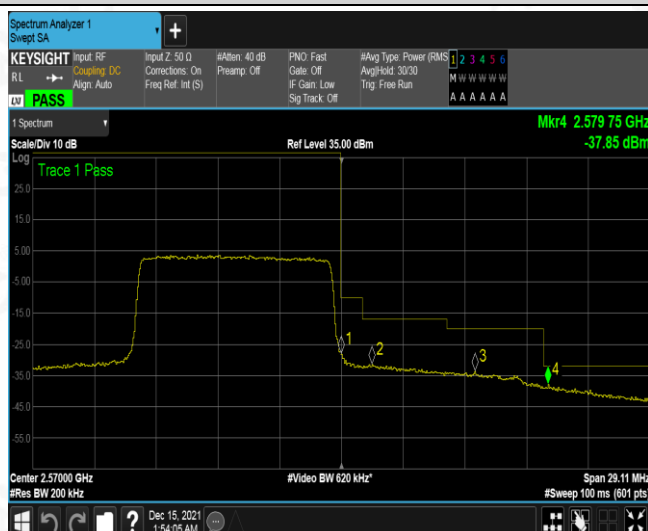 Spectrum Analyzer 1
Swept SA
KEYSIGHT
RL
LXI PASS
Input: RF
Coupling: DC
Align: Auto
Input Z: 50 Ω
Corrections: On
Freq Ref: Int (S)
#Atten: 40 dB
Preamp: Off
PNO: Fast
Gate: Off
IF Gain: Low
Sig Track: Off
#Avg Type: Power (RMS
Avg|Hold: 30/30
Trig: Free Run
1 2 3 4 5 6
M W W W W W
A A A A A A
1 Spectrum
Mkr4 2.579 75 GHz
-37.85 dBm
Scale/Div 10 dB
Ref Level 35.00 dBm
Log
Trace 1 Pass
25.0
15.0
5.00
-5.00
-15.0
-25.0
-35.0
-45.0
-55.0
1
2
3
4
Center 2.57000 GHz
#Video BW 620 kHz*
Span 29.11 MHz
#Res BW 200 kHz
#Sweep 100 ms (601 pts)
?
Dec 15, 2021
1:54:05 AM